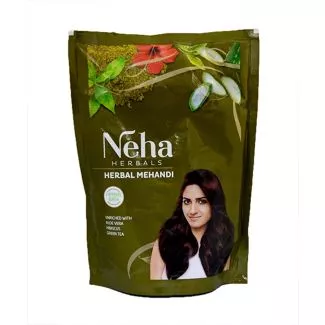 Neha
HERBALS
HERBAL MEHANDI
ENRICHED WITH
ALOE VERA
HIBISCUS
GREEN TEA